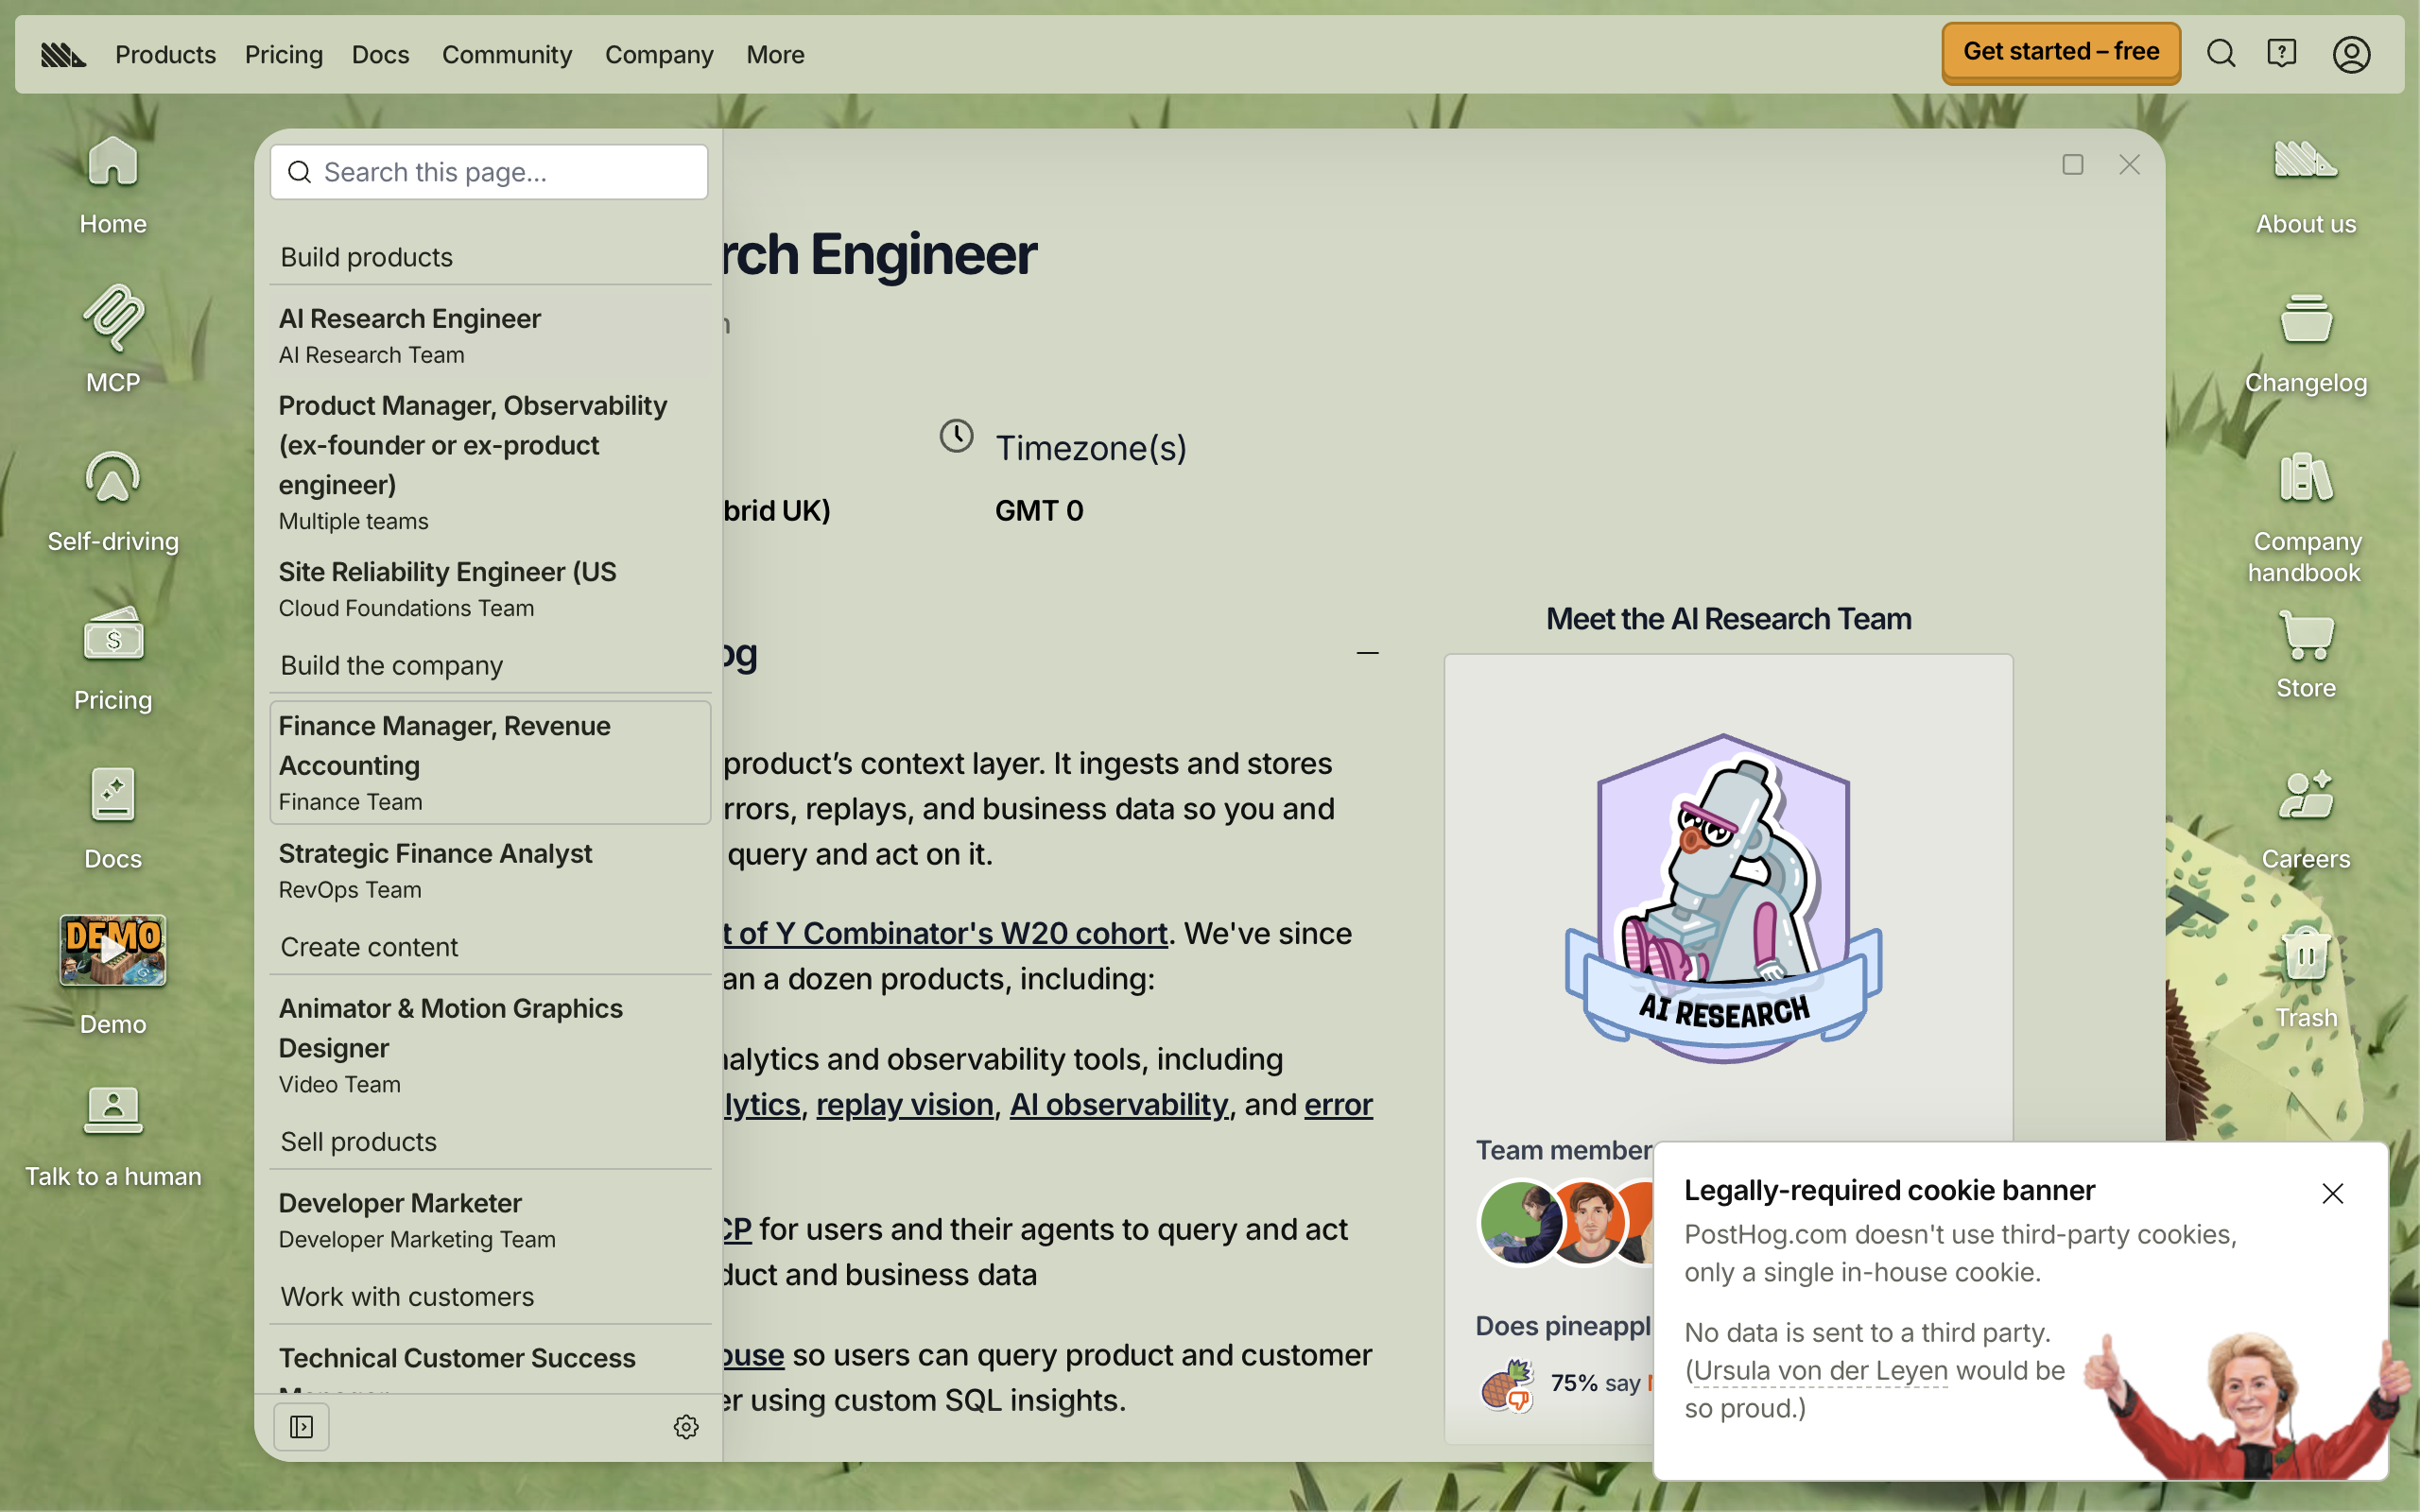 Products Pricing Docs Community Company More
Get started – free
Home
MCP
Self-driving
Pricing
Docs
DEMO
Demo
Talk to a human
Search this page...
Build products
AI Research Engineer
AI Research Team
Product Manager, Observability
(ex-founder or ex-product
engineer)
Multiple teams
Site Reliability Engineer (US
Cloud Foundations Team
Build the company
Finance Manager, Revenue
Accounting
Finance Team
Strategic Finance Analyst
RevOps Team
Create content
Animator & Motion Graphics
Designer
Video Team
Sell products
Developer Marketer
Developer Marketing Team
Work with customers
Technical Customer Success
rch Engineer
Timezone(s)
brid UK)
GMT 0
og
product's context layer. It ingests and stores
rrors, replays, and business data so you and
query and act on it.
t of Y Combinator's W20 cohort. We've since
an a dozen products, including:
nalytics and observability tools, including
lytics, replay vision, AI observability, and error
CP for users and their agents to query and act
duct and business data
ouse so users can query product and customer
er using custom SQL insights.
Meet the AI Research Team
AI RESEARCH
Team member
Does pineappl
75% say
Legally-required cookie banner
PostHog.com doesn't use third-party cookies,
only a single in-house cookie.
No data is sent to a third party.
(Ursula von der Leyen would be
so proud.)
About us
Changelog
Company
handbook
Store
Careers
Trash